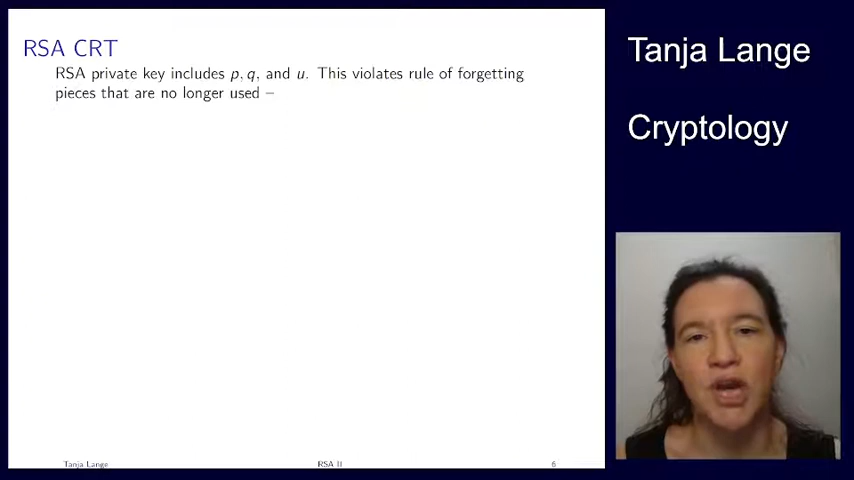 RSA CRT
RSA private key includes p, q, and u. This violates rule of forgetting
pieces that are no longer used –
Tanja Lange
Cryptology
Tanja Lange
RSA II
6